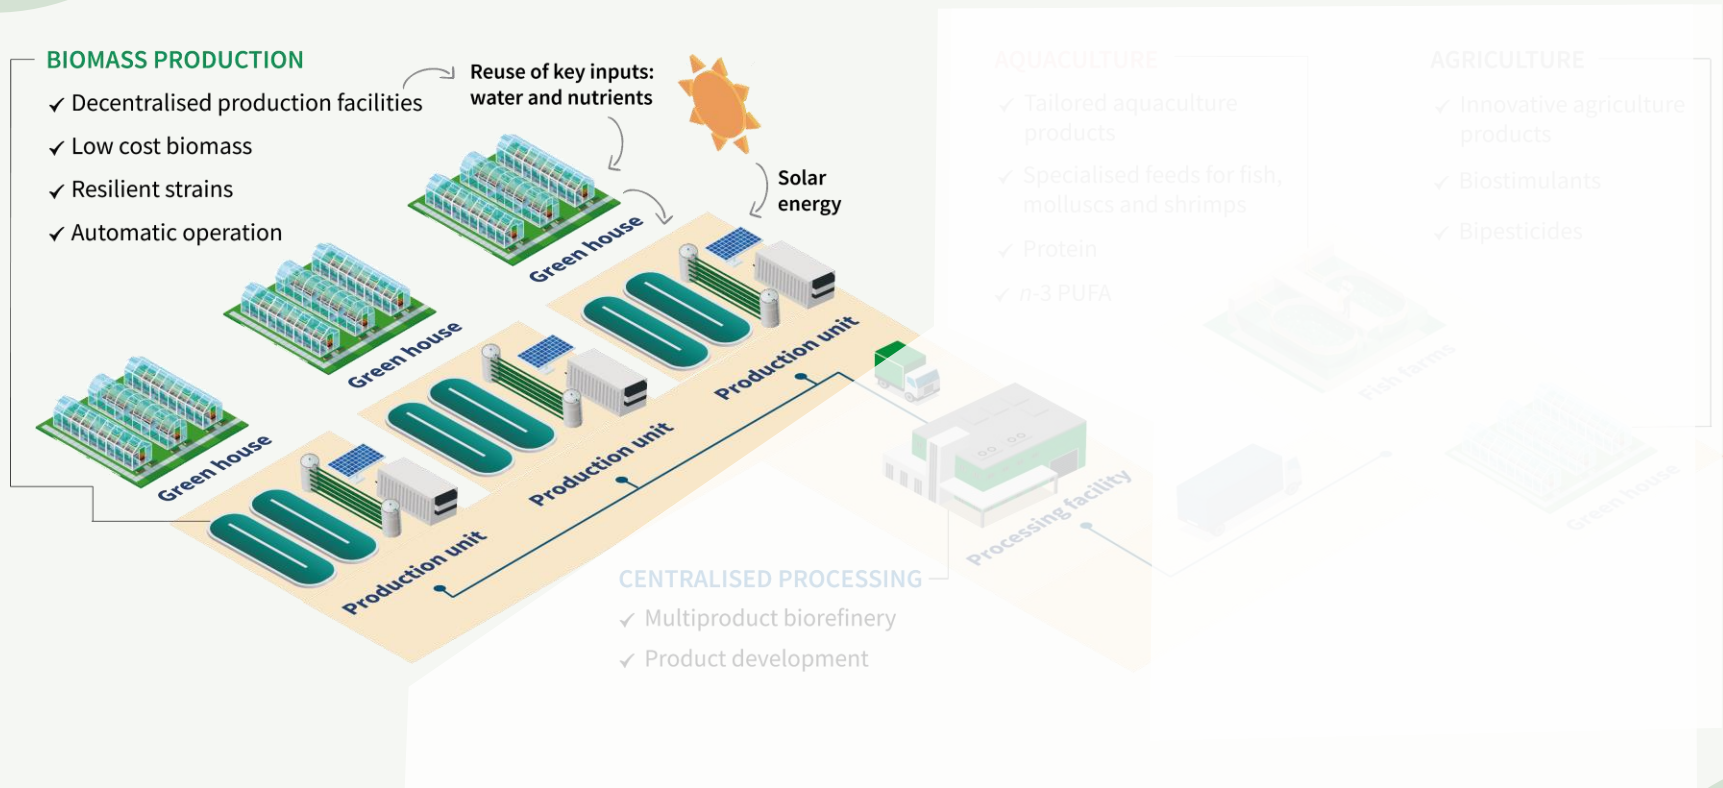 BIOMASS PRODUCTION
✓ Decentralised production facilities
✓ Low cost biomass
✓ Resilient strains
✓ Automatic operation
Reuse of key inputs:
water and nutrients
Solar
energy
Green house
Green house
Green house
Production unit
Production unit
Production unit
Processing facility
CENTRALISED PROCESSING
✓ Multiproduct biorefinery
✓ Product development
AQUACULTURE
✓ Tailored aquaculture
products
✓ Specialised feeds for fish,
molluscs and shrimps
✓ Protein
✓ n-3 PUFA
Fish farms
AGRICULTURE
✓ Innovative agriculture
products
✓ Biostimulants
✓ Bipesticides
Green house